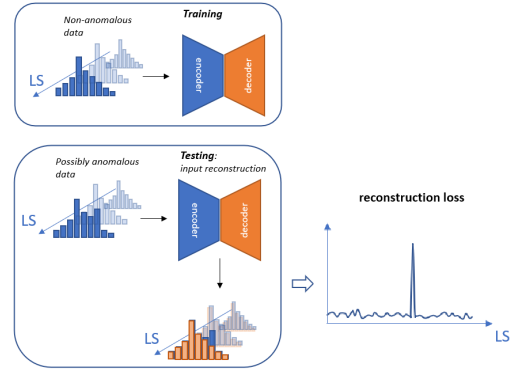 Non-anomalous
data
Training
LS
encoder
decoder
Possibly anomalous
data
Testing:
input reconstruction
LS
encoder
decoder
LS
reconstruction loss
LS